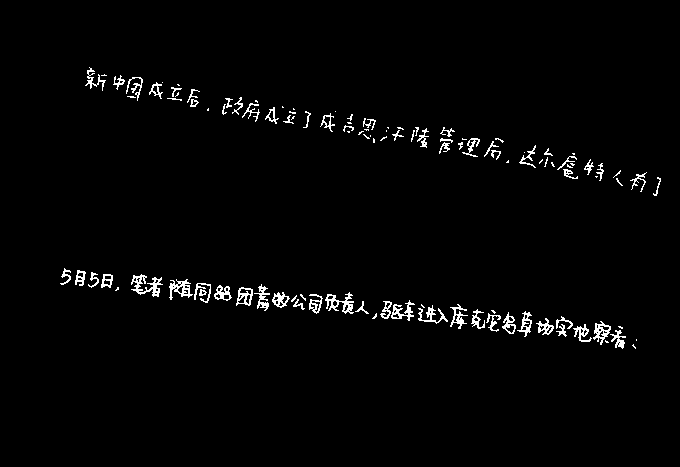 新中国成立后，政府成立了成吉思汗陵管理局，达尔扈特人有了
5月5日，笔者随同88团畜牧公司负责人，驱车进入库克它乌草场实地察看、